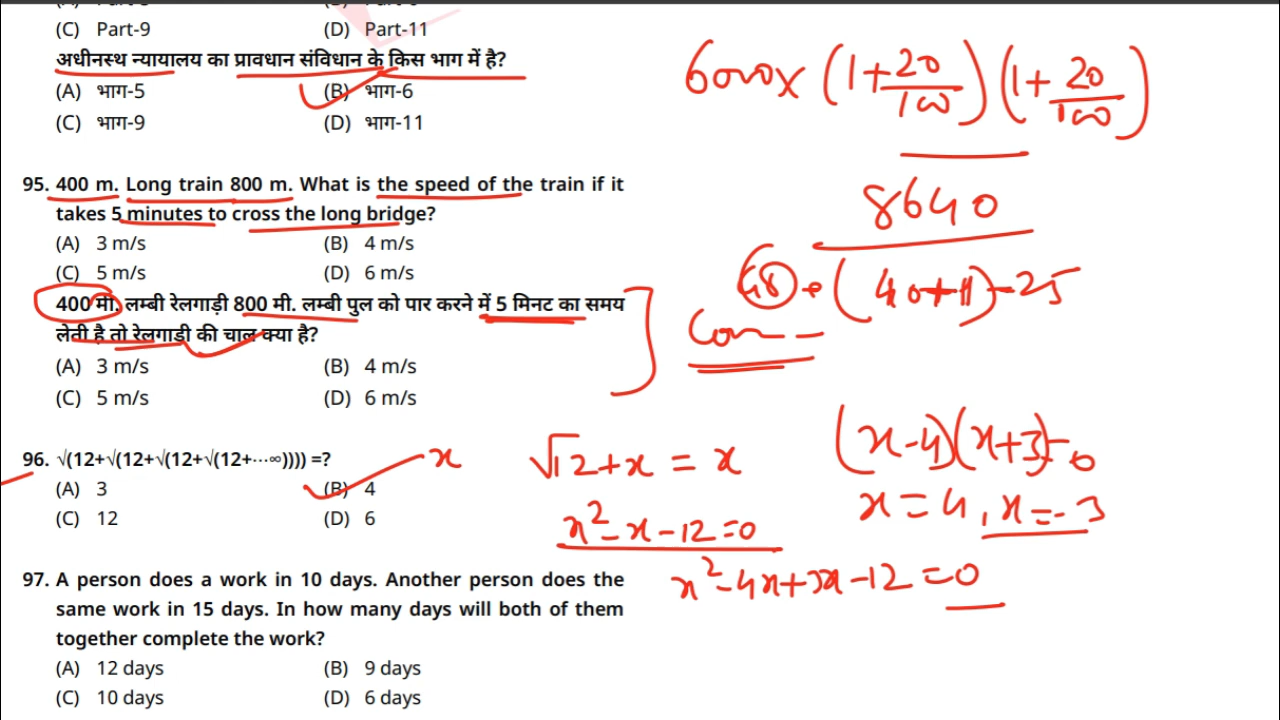 (C) Part-9 (D) Part-11
अधीनस्थ न्यायालय का प्रावधान संविधान के किस भाग में है?
(A) भाग-5 (B) भाग-6
(C) भाग-9 (D) भाग-11
6000x (1+20/100) (1+20/100)
8640
95. 400 m. Long train 800 m. What is the speed of the train if it
takes 5 minutes to cross the long bridge?
(A) 3 m/s (B) 4 m/s
(C) 5 m/s (D) 6 m/s
400 मी. लम्बी रेलगाड़ी 800 मी. लम्बी पुल को पार करने में 5 मिनट का समय
लेती है तो रेलगाड़ी की चाल क्या है?
(A) 3 m/s (B) 4 m/s
(C) 5 m/s (D) 6 m/s
96. √(12+√(12+√(12+√(12+⋯∞)))) =? x
(A) 3 (B) 4
(C) 12 (D) 6
√12+x = x
x²-x-12=0
x²-4x+3x-12=0
(x-4)(x+3)=0
x=4, x=-3
97. A person does a work in 10 days. Another person does the
same work in 15 days. In how many days will both of them
together complete the work?
(A) 12 days (B) 9 days
(C) 10 days (D) 6 days